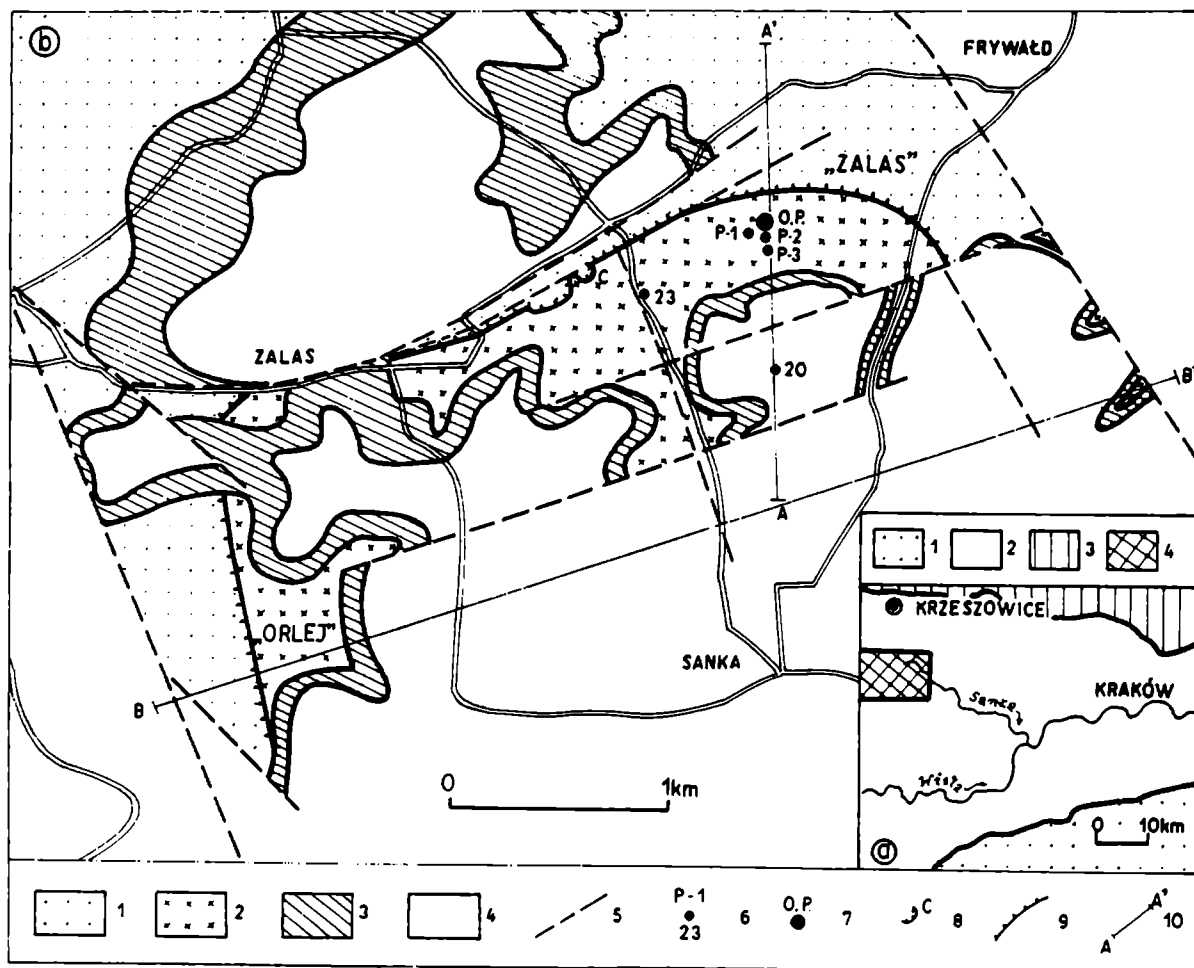 b
A'
FRYWAŁD
„ZALAS"
O.P.
P-1
P-2
P-3
C
23
ZALAS
20
B'
A
1
2
3
4
KRZESZOWICE
„ORLEJ"
SANKA
KRAKÓW
Sanka
B
Wisła
0
1km
0
10km
a
1
2
3
4
5
P-1
23
6
O.P.
7
C
8
9
A
A'
10